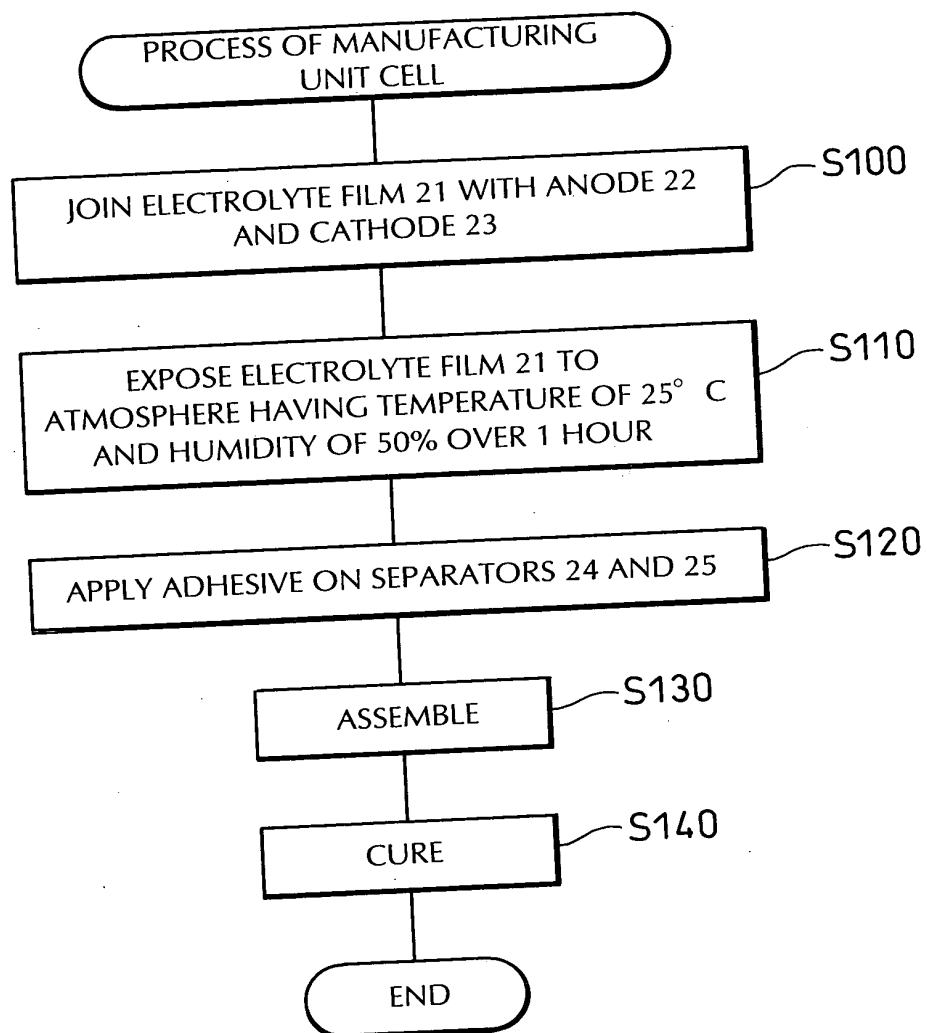 PROCESS OF MANUFACTURING
UNIT CELL
S100
JOIN ELECTROLYTE FILM 21 WITH ANODE 22
AND CATHODE 23
S110
EXPOSE ELECTROLYTE FILM 21 TO
ATMOSPHERE HAVING TEMPERATURE OF 25° C
AND HUMIDITY OF 50% OVER 1 HOUR
S120
APPLY ADHESIVE ON SEPARATORS 24 AND 25
S130
ASSEMBLE
S140
CURE
END